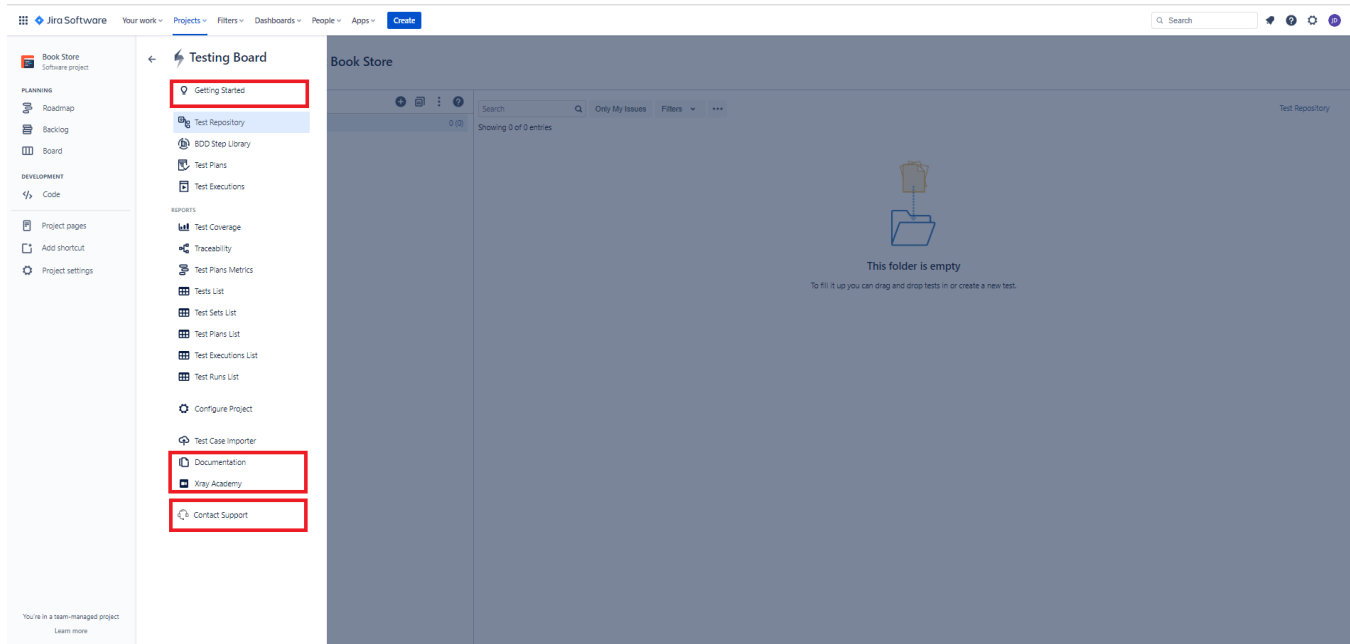 Jira Software Your work Projects Filters Dashboards People Apps Create Search JD
Book Store
Software project
PLANNING
Roadmap
Backlog
Board
DEVELOPMENT
Code
Project pages
Add shortcut
Project settings
You're in a team-managed project
Learn more
Testing Board
Getting Started
Test Repository
BDD Step Library
Test Plans
Test Executions
REPORTS
Test Coverage
Traceability
Test Plans Metrics
Tests List
Test Sets List
Test Plans List
Test Executions List
Test Runs List
Configure Project
Test Case Importer
Documentation
Xray Academy
Contact Support
Book Store
0 (0)
Search Only My Issues Filters Test Repository
Showing 0 of 0 entries
This folder is empty
To fill it up you can drag and drop tests in or create a new test.